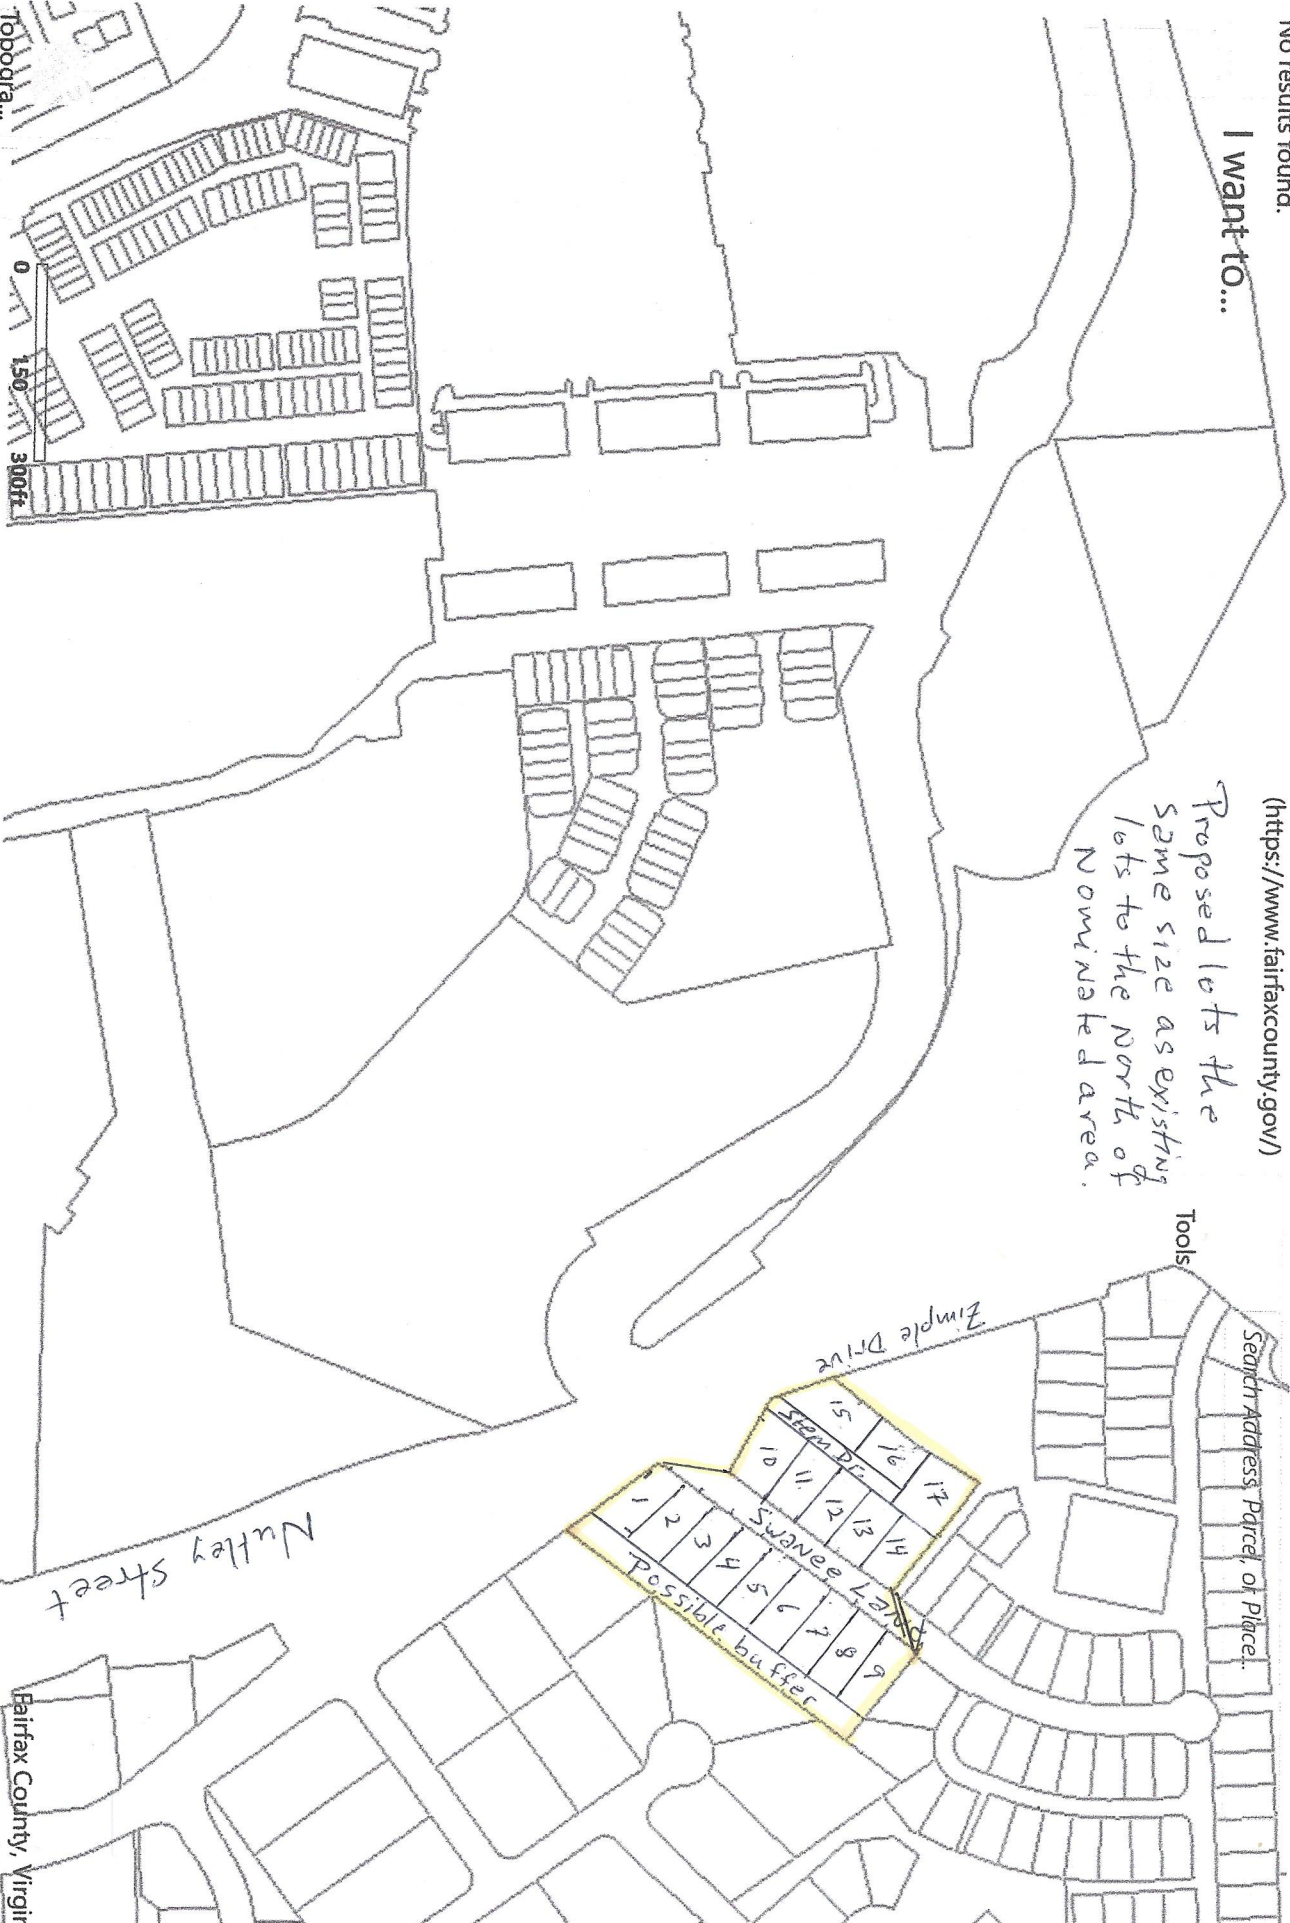 No results found.
I want to...
(https://www.fairfaxcounty.gov/)
Proposed lots the
same size as existing
lots to the North of
Nominated area.
Tools
Search Address, Parcel, or Place...
Zimple Drive
15
16
17
Stem Dr.
10
11
12
13
14
Swanee Lane
1
2
3
4
5
6
7
8
9
Possible buffer
Nutley Street
0
150
300ft
Fairfax County, Virgin